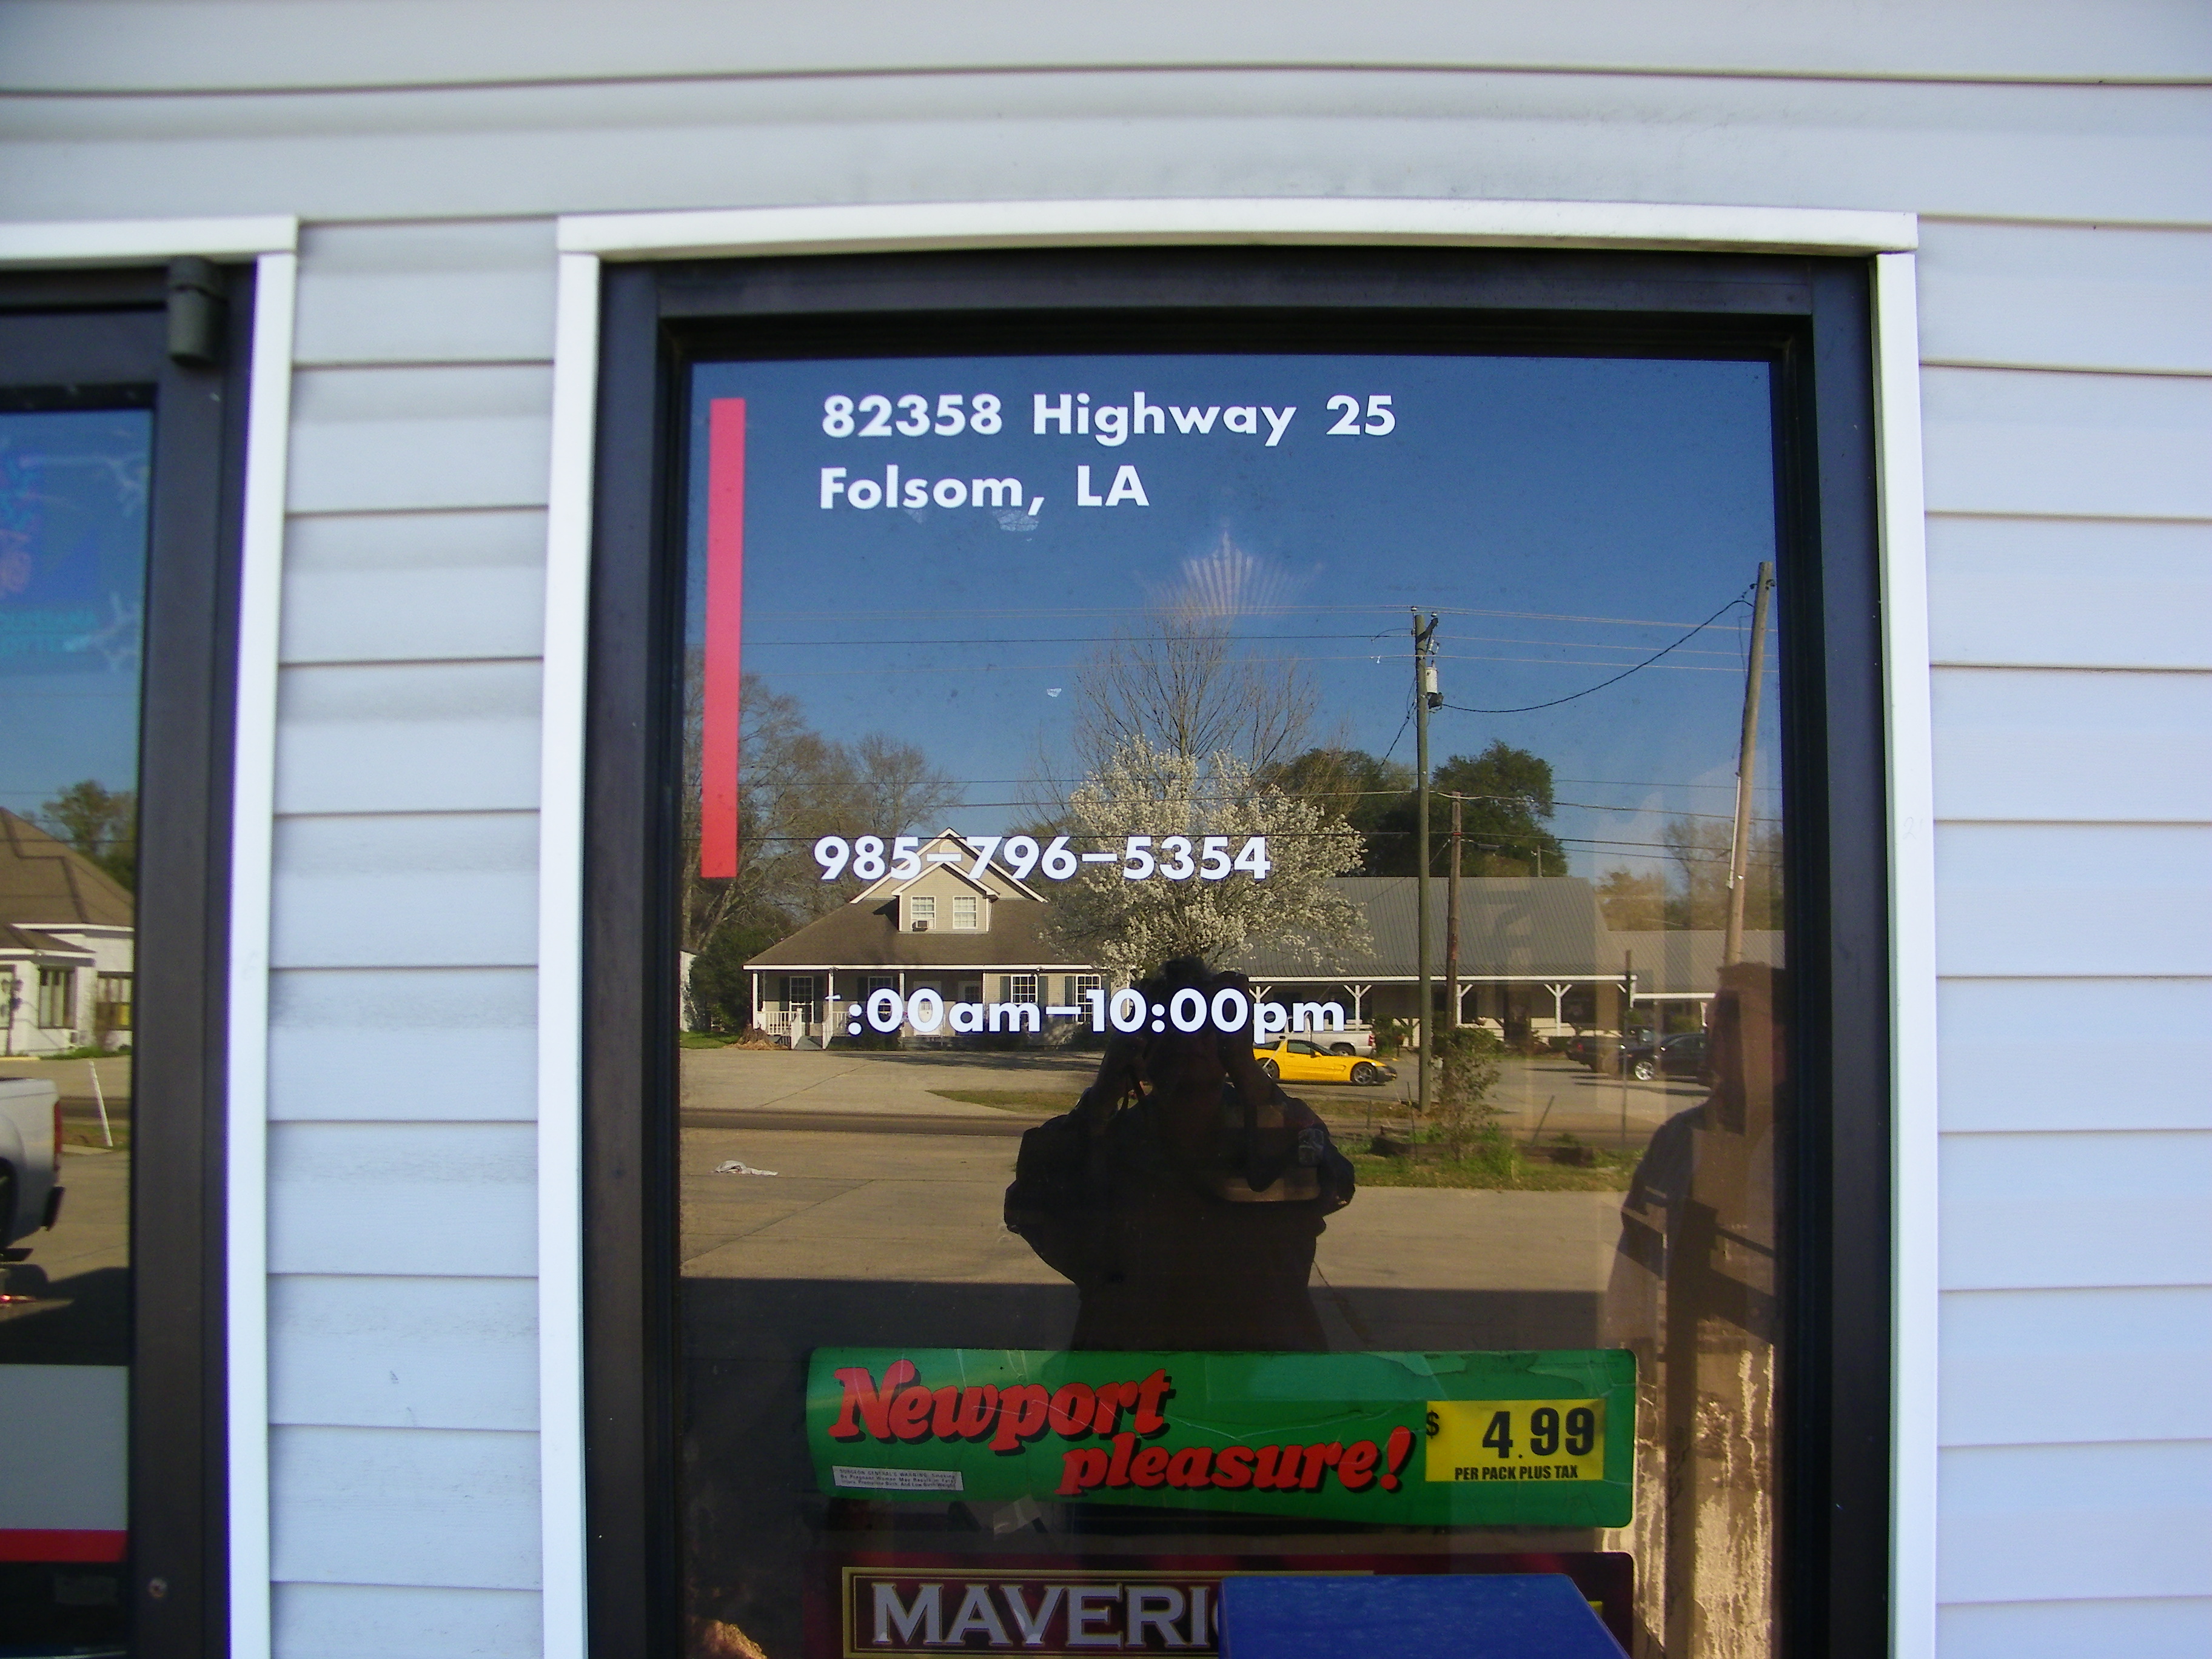 82358 Highway 25
Folsom, LA
985-796-5354
:00am-10:00pm
Newport
pleasure!
$ 4.99
PER PACK PLUS TAX
MAVERI